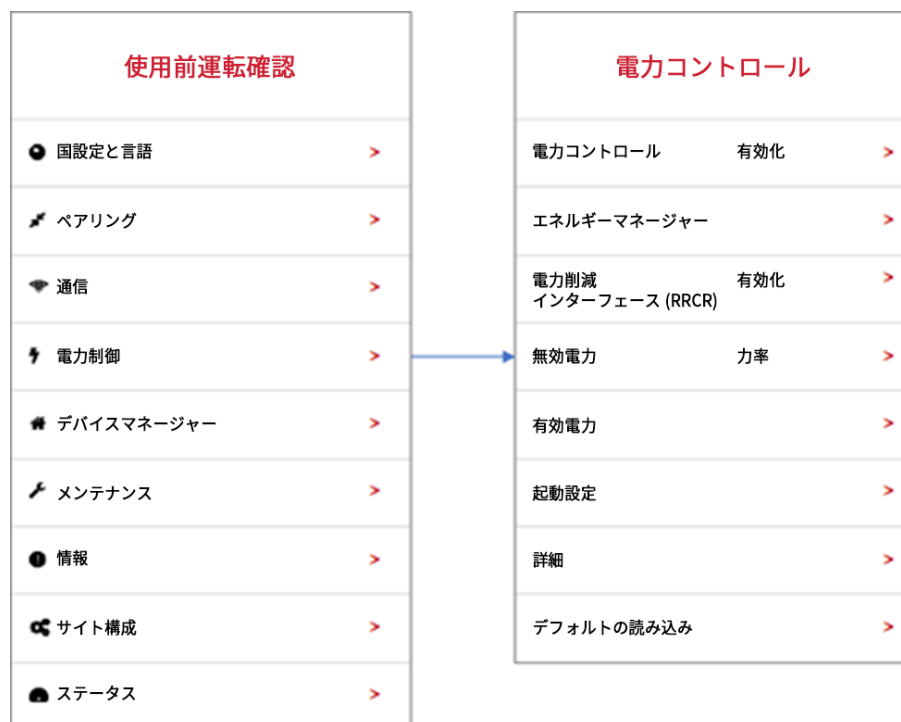 使用前運転確認
国設定と言語
ペアリング
通信
電力制御
デバイスマネージャー
メンテナンス
情報
サイト構成
ステータス
電力コントロール
電力コントロール 有効化
エネルギーマネージャー
電力削減 有効化
インターフェース (RRCR)
無効電力 力率
有効電力
起動設定
詳細
デフォルトの読み込み